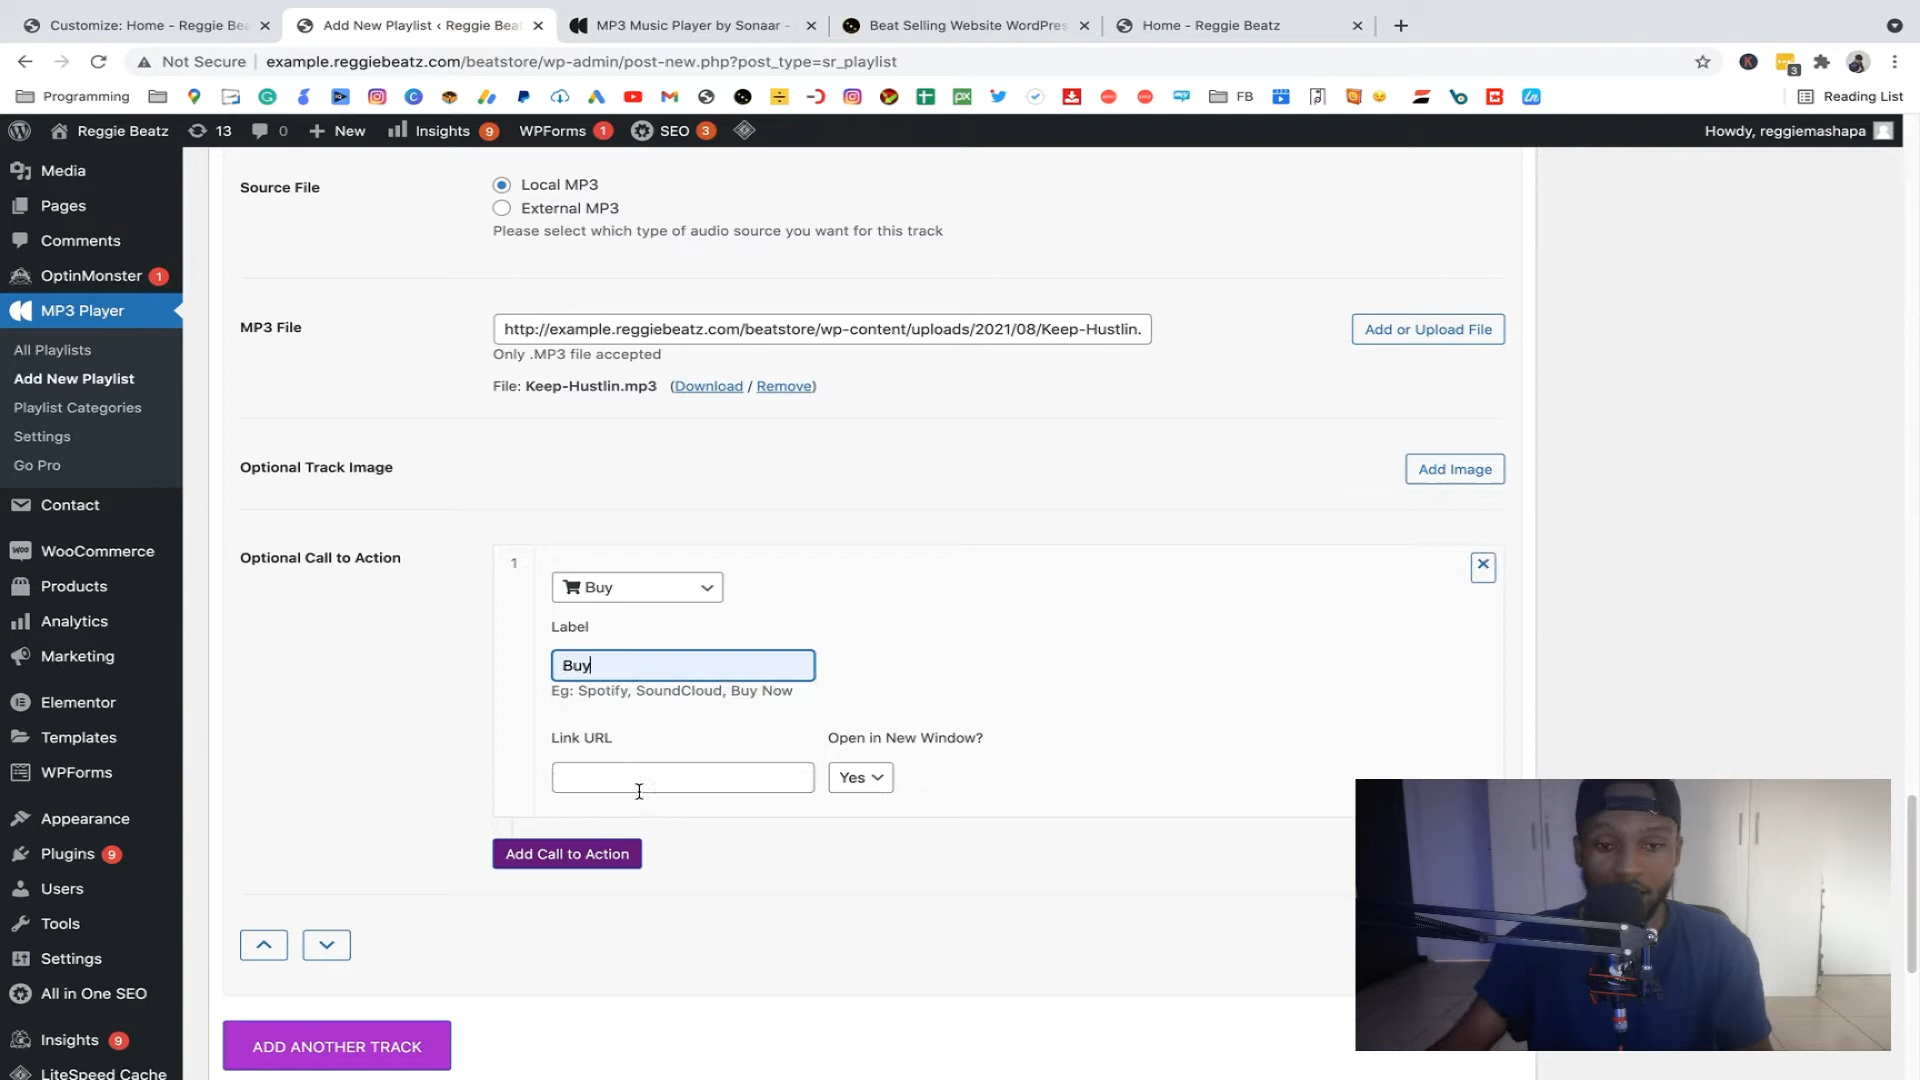 Customize: Home - Reggie Bea
Add New Playlist ‹ Reggie Beat
MP3 Music Player by Sonaar -
Beat Selling Website WordPres
Home - Reggie Beatz
Not Secure
example.reggiebeatz.com/beatstore/wp-admin/post-new.php?post_type=sr_playlist
3
Programming
FB
Reading List
Reggie Beatz
13
0
New
Insights 9
WPForms 1
SEO 3
Howdy, reggiemashapa
Media
Pages
Comments
OptinMonster 1
MP3 Player
All Playlists
Add New Playlist
Playlist Categories
Settings
Go Pro
Contact
WooCommerce
Products
Analytics
Marketing
Elementor
Templates
WPForms
Appearance
Plugins 9
Users
Tools
Settings
All in One SEO
Insights 9
LiteSpeed Cache
Source File
Local MP3
External MP3
Please select which type of audio source you want for this track
MP3 File
http://example.reggiebeatz.com/beatstore/wp-content/uploads/2021/08/Keep-Hustlin.
Add or Upload File
Only .MP3 file accepted
File: Keep-Hustlin.mp3 (Download / Remove)
Optional Track Image
Add Image
Optional Call to Action
1
Buy
Label
Buy
Eg: Spotify, SoundCloud, Buy Now
Link URL
Open in New Window?
Yes
Add Call to Action
ADD ANOTHER TRACK